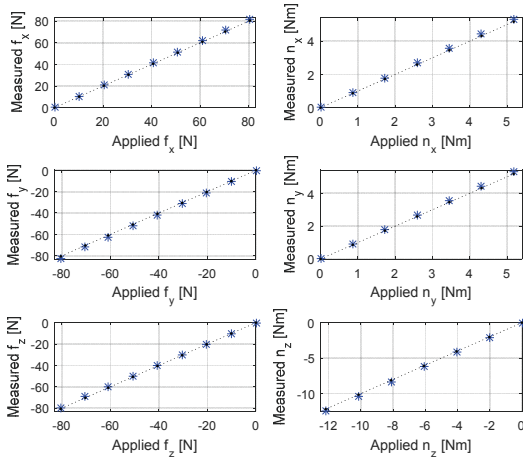 Measured f_x [N]
80
60
40
20
0
0 20 40 60 80
Applied f_x [N]
Measured n_x [Nm]
4
2
0
0 1 2 3 4 5
Applied n_x [Nm]
Measured f_y [N]
0
-20
-40
-60
-80
-80 -60 -40 -20 0
Applied f_y [N]
Measured n_y [Nm]
4
2
0
0 1 2 3 4 5
Applied n_y [Nm]
Measured f_z [N]
0
-20
-40
-60
-80
-80 -60 -40 -20 0
Applied f_z [N]
Measured n_z [Nm]
0
-5
-10
-12 -10 -8 -6 -4 -2 0
Applied n_z [Nm]